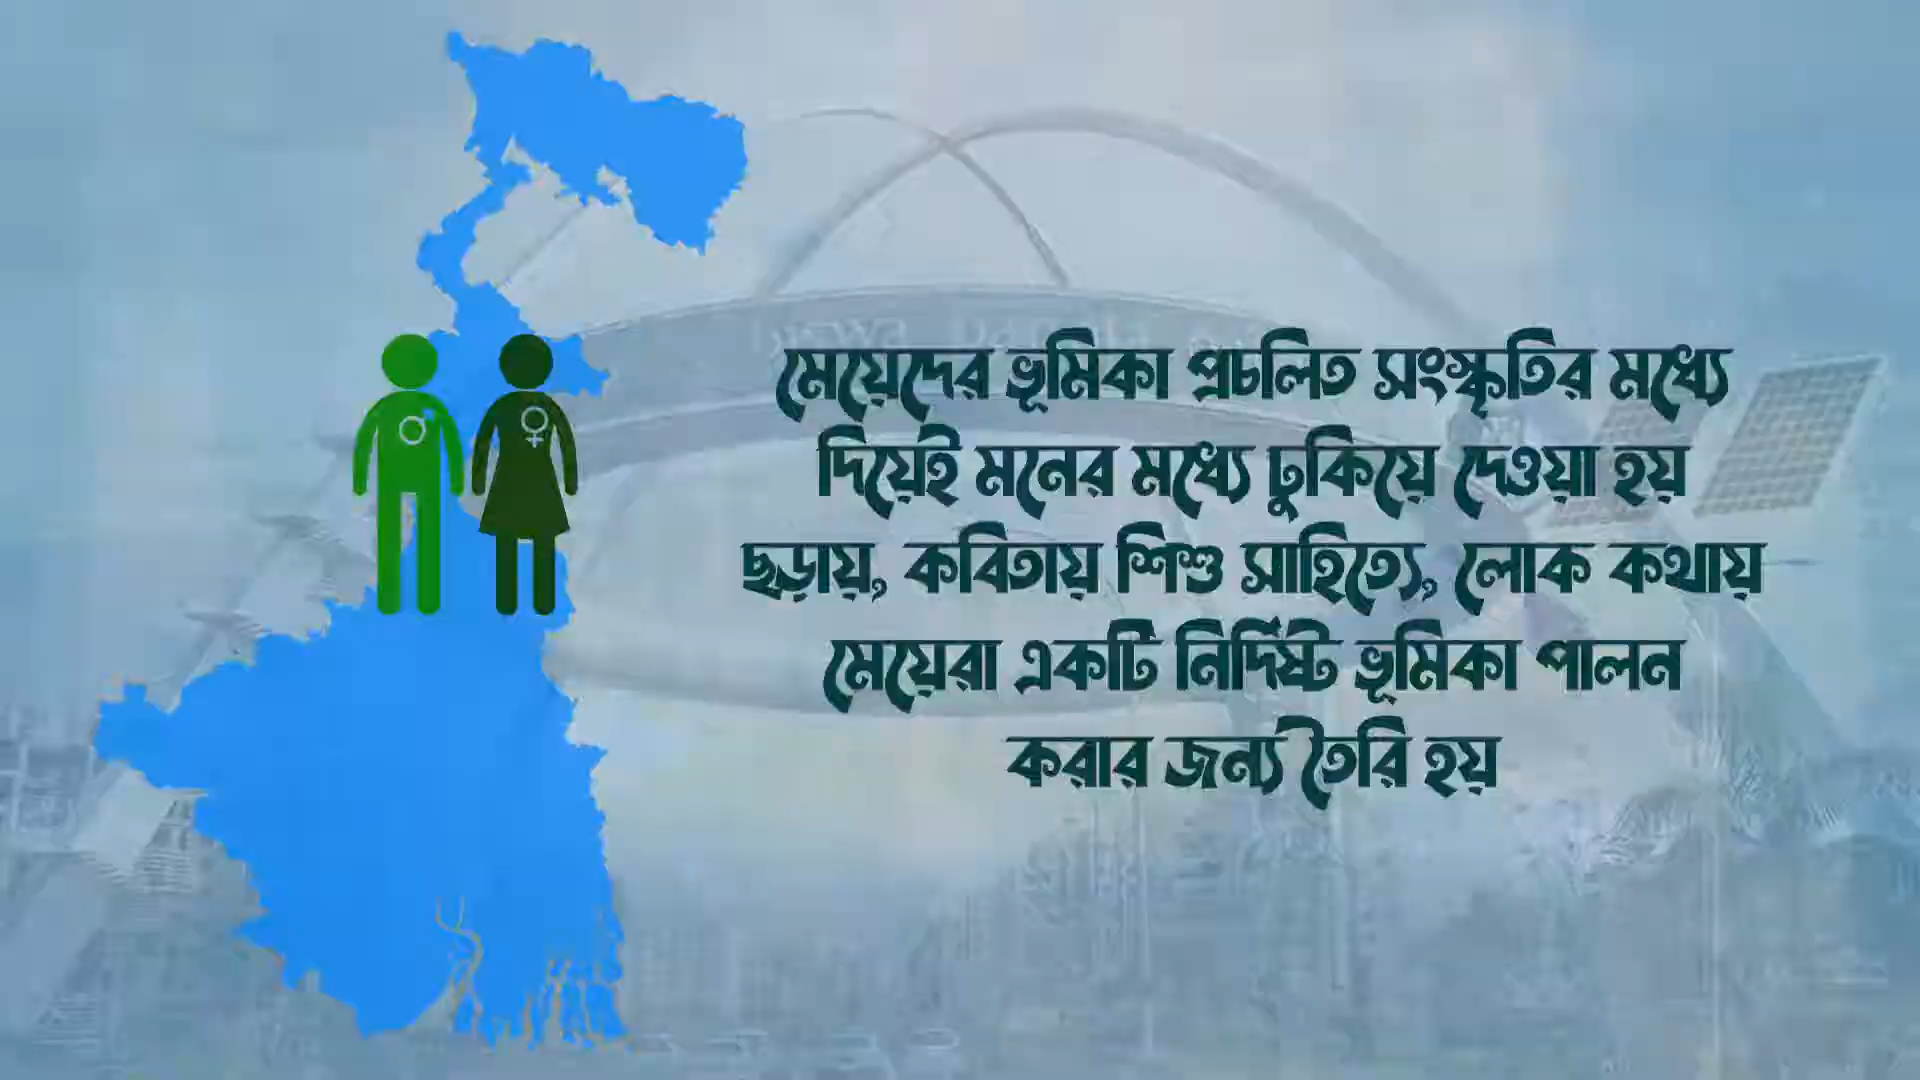 মেয়েদের ভূমিকা প্রচলিত সংস্কৃতির মধ্যে
দিয়েই মনের মধ্যে ঢুকিয়ে দেওয়া হয়
ছড়ায়, কবিতায় শিশু সাহিত্যে, লোক কথায়
মেয়েরা একটি নির্দিষ্ট ভূমিকা পালন
করার জন্য তৈরি হয়